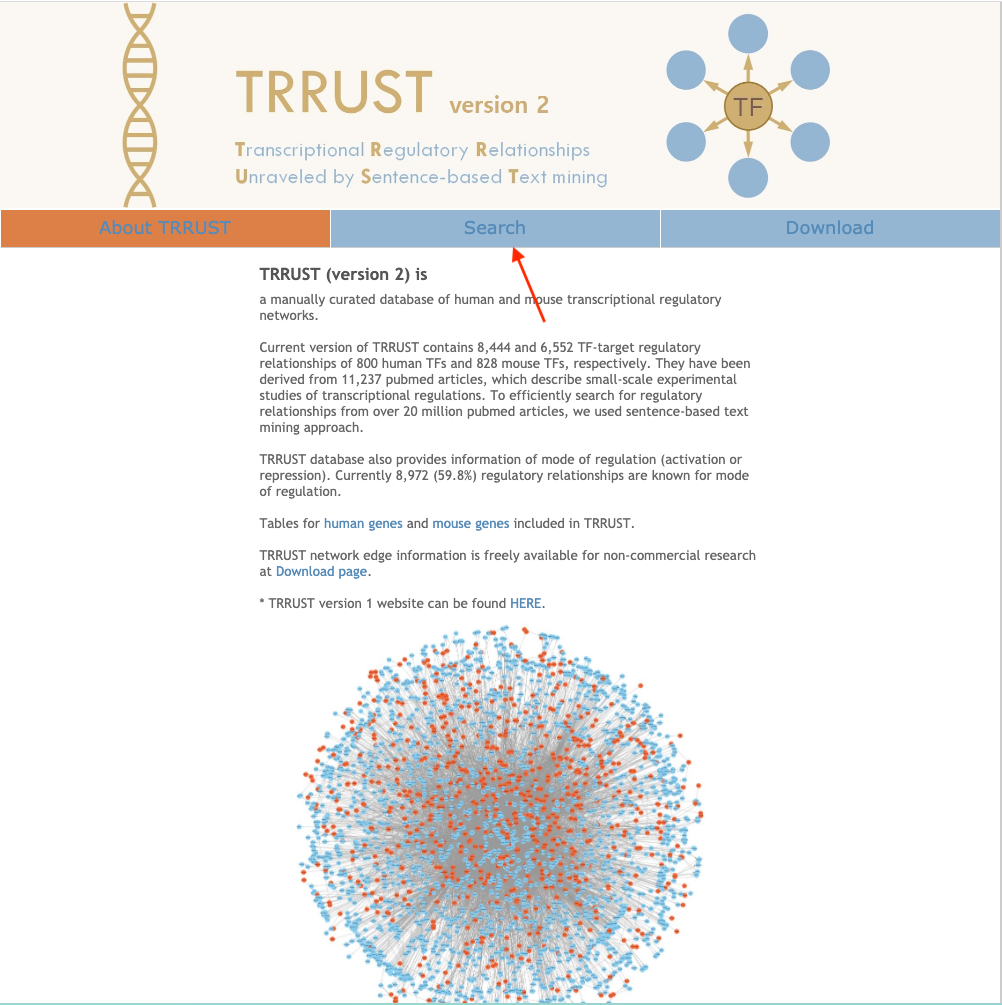 TRRUST version 2
TF
Transcriptional Regulatory Relationships
Unraveled by Sentence-based Text mining
About TRRUST
Search
Download
TRRUST (version 2) is
a manually curated database of human and mouse transcriptional regulatory
networks.
Current version of TRRUST contains 8,444 and 6,552 TF-target regulatory
relationships of 800 human TFs and 828 mouse TFs, respectively. They have been
derived from 11,237 pubmed articles, which describe small-scale experimental
studies of transcriptional regulations. To efficiently search for regulatory
relationships from over 20 million pubmed articles, we used sentence-based text
mining approach.
TRRUST database also provides information of mode of regulation (activation or
repression). Currently 8,972 (59.8%) regulatory relationships are known for mode
of regulation.
Tables for human genes and mouse genes included in TRRUST.
TRRUST network edge information is freely available for non-commercial research
at Download page.
* TRRUST version 1 website can be found HERE.